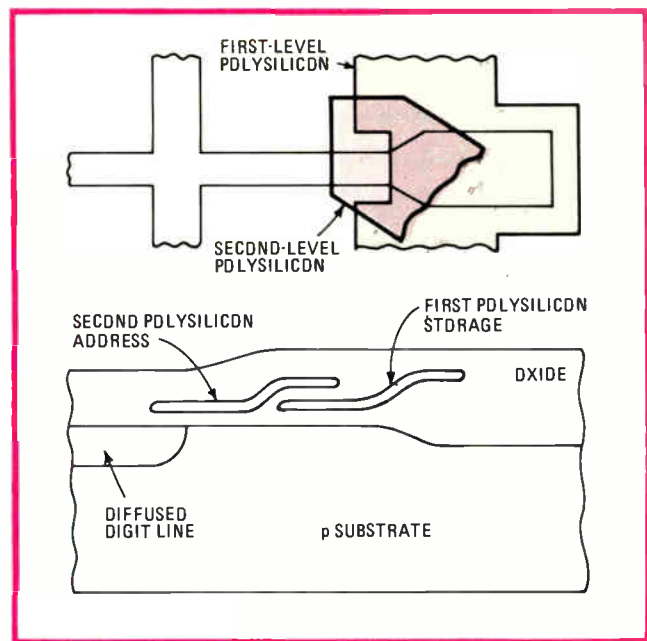 FIRST-LEVEL
POLYSILICON
SECOND-LEVEL
POLYSILICON
SECOND POLYSILICON
ADDRESS
FIRST POLYSILICON
STORAGE
OXIDE
DIFFUSED
DIGIT LINE
p SUBSTRATE